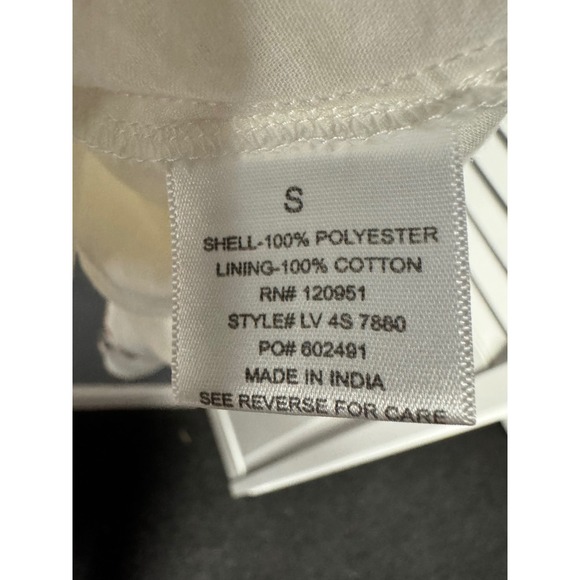 S
SHELL-100% POLYESTER
LINING-100% COTTON
RN# 120951
STYLE# LV 4S 7880
PO# 602491
MADE IN INDIA
SEE REVERSE FOR CARE